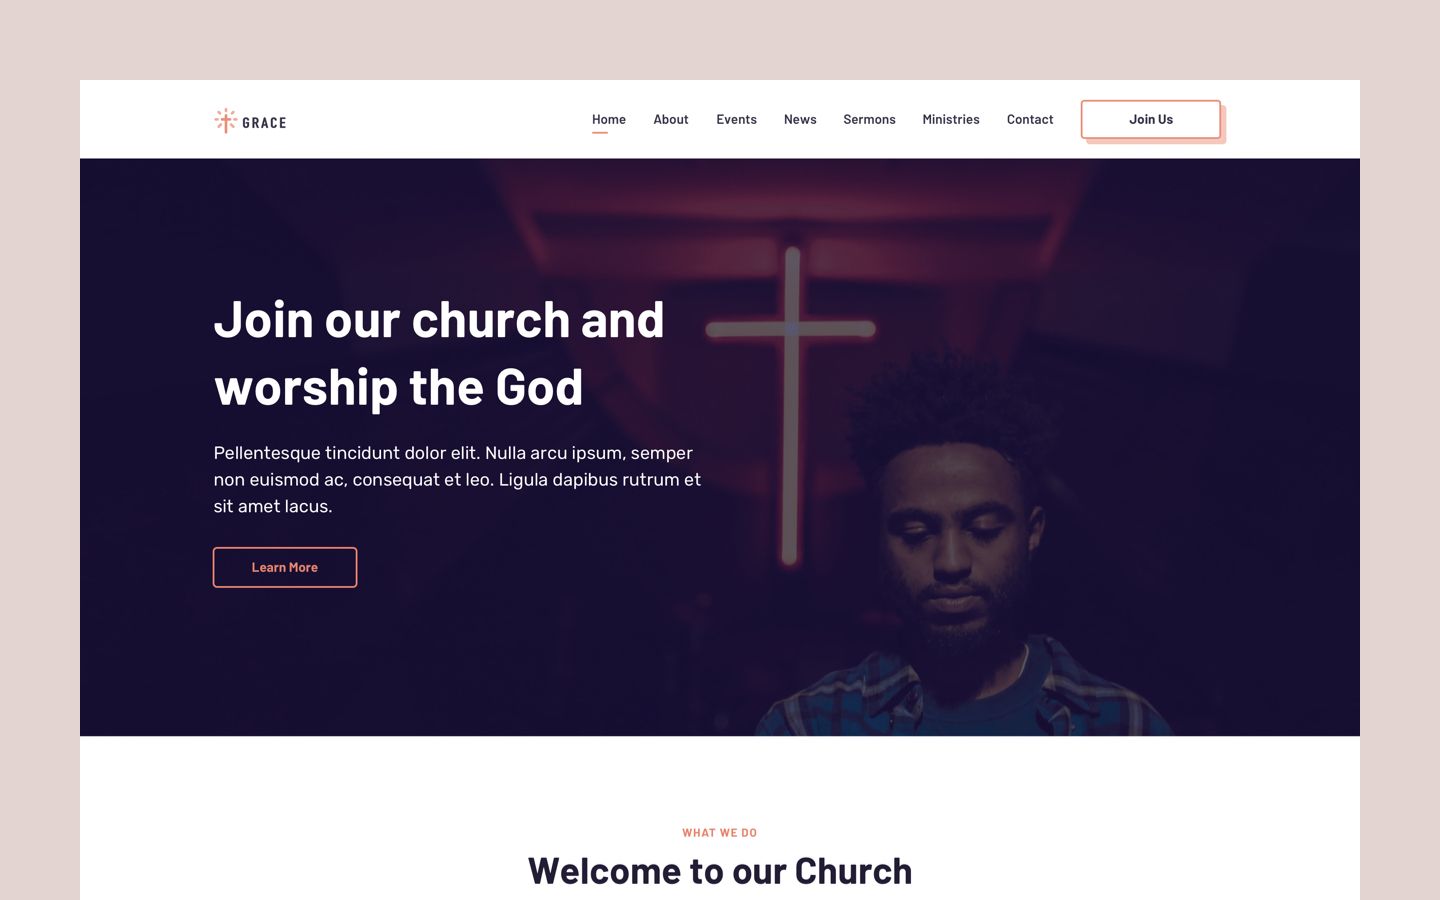 GRACE
Home About Events News Sermons Ministries Contact Join Us
Join our church and
worship the God
Pellentesque tincidunt dolor elit. Nulla arcu ipsum, semper
non euismod ac, consequat et leo. Ligula dapibus rutrum et
sit amet lacus.
Learn More
WHAT WE DO
Welcome to our Church